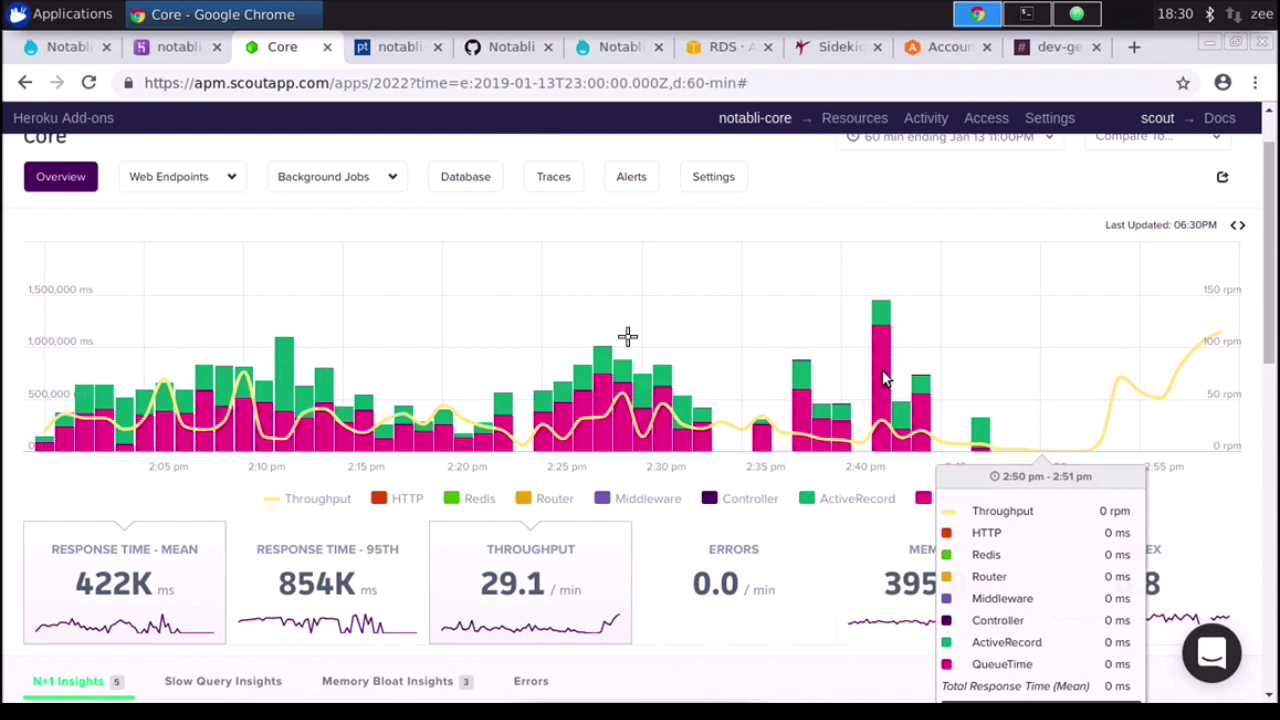 Applications
Core - Google Chrome
18:30
zee
Notabli
notabli
Core
notabli
Notabli
Notabli
RDS · A
Sidekiq
Accoun
dev-ge
https://apm.scoutapp.com/apps/2022?time=e:2019-01-13T23:00:00.000Z,d:60-min#
Heroku Add-ons
notabli-core → Resources Activity Access Settings scout → Docs
Core
60 min ending Jan 13 11:00PM
Compare To...
Overview
Web Endpoints
Background Jobs
Database
Traces
Alerts
Settings
Last Updated: 06:30PM
1,500,000 ms
150 rpm
1,000,000 ms
100 rpm
500,000 ms
50 rpm
0 rpm
2:05 pm 2:10 pm 2:15 pm 2:20 pm 2:25 pm 2:30 pm 2:35 pm 2:40 pm 2:55 pm
Throughput HTTP Redis Router Middleware Controller ActiveRecord
2:50 pm - 2:51 pm
Throughput 0 rpm
HTTP 0 ms
Redis 0 ms
Router 0 ms
Middleware 0 ms
Controller 0 ms
ActiveRecord 0 ms
QueueTime 0 ms
Total Response Time (Mean) 0 ms
RESPONSE TIME - MEAN
422K ms
RESPONSE TIME - 95TH
854K ms
THROUGHPUT
29.1 / min
ERRORS
0.0 / min
MEM
395
EX
8
N+1 Insights 5
Slow Query Insights
Memory Bloat Insights 3
Errors